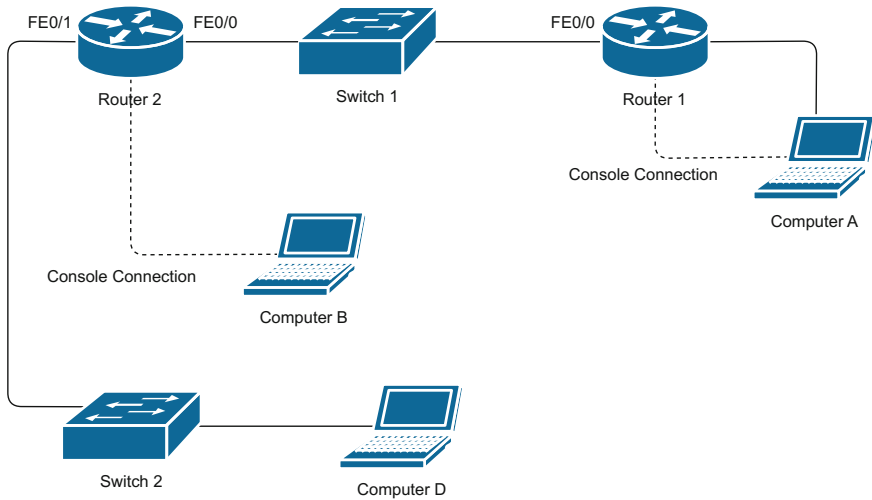 FE0/1
FE0/0
FE0/0
Router 2
Switch 1
Router 1
Console Connection
Computer A
Console Connection
Computer B
Switch 2
Computer D